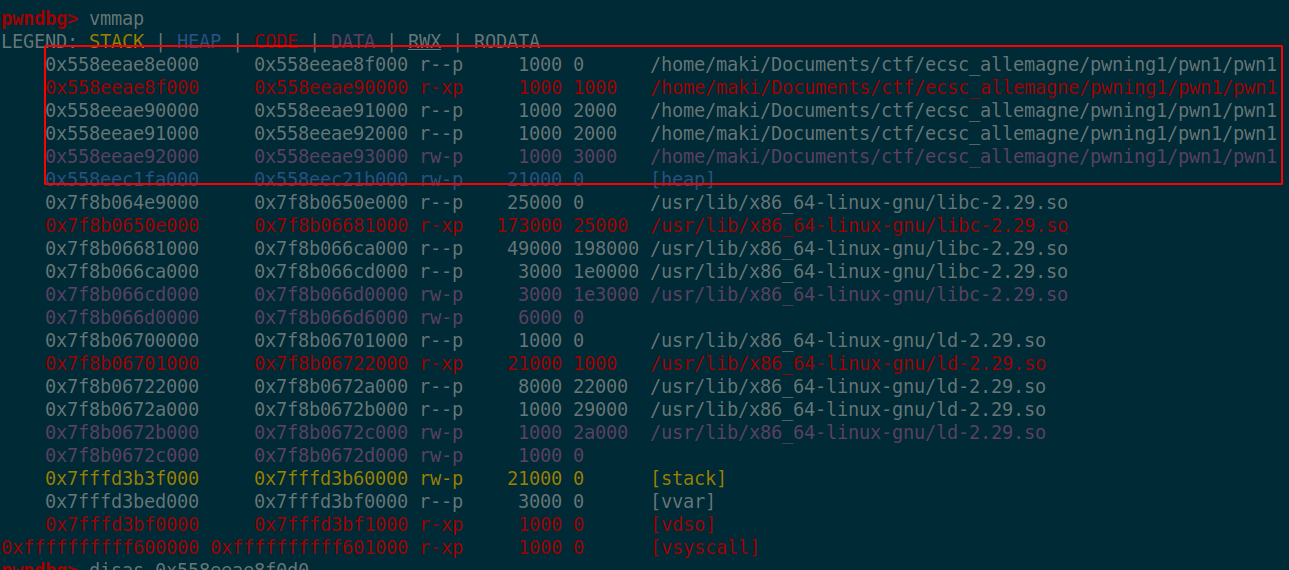 pwndbg> vmmap
LEGEND: STACK | HEAP | CODE | DATA | RWX | RODATA
0x558eeae8e000 0x558eeae8f000 r--p 1000 0 /home/maki/Documents/ctf/ecsc_allemagne/pwning1/pwn1/pwn1
0x558eeae8f000 0x558eeae90000 r-xp 1000 1000 /home/maki/Documents/ctf/ecsc_allemagne/pwning1/pwn1/pwn1
0x558eeae90000 0x558eeae91000 r--p 1000 2000 /home/maki/Documents/ctf/ecsc_allemagne/pwning1/pwn1/pwn1
0x558eeae91000 0x558eeae92000 r--p 1000 2000 /home/maki/Documents/ctf/ecsc_allemagne/pwning1/pwn1/pwn1
0x558eeae92000 0x558eeae93000 rw-p 1000 3000 /home/maki/Documents/ctf/ecsc_allemagne/pwning1/pwn1/pwn1
0x558eec1fa000 0x558eec21b000 rw-p 21000 0 [heap]
0x7f8b064e9000 0x7f8b0650e000 r--p 25000 0 /usr/lib/x86_64-linux-gnu/libc-2.29.so
0x7f8b0650e000 0x7f8b06681000 r-xp 173000 25000 /usr/lib/x86_64-linux-gnu/libc-2.29.so
0x7f8b06681000 0x7f8b066ca000 r--p 49000 198000 /usr/lib/x86_64-linux-gnu/libc-2.29.so
0x7f8b066ca000 0x7f8b066cd000 r--p 3000 1e0000 /usr/lib/x86_64-linux-gnu/libc-2.29.so
0x7f8b066cd000 0x7f8b066d0000 rw-p 3000 1e3000 /usr/lib/x86_64-linux-gnu/libc-2.29.so
0x7f8b066d0000 0x7f8b066d6000 rw-p 6000 0
0x7f8b06700000 0x7f8b06701000 r--p 1000 0 /usr/lib/x86_64-linux-gnu/ld-2.29.so
0x7f8b06701000 0x7f8b06722000 r-xp 21000 1000 /usr/lib/x86_64-linux-gnu/ld-2.29.so
0x7f8b06722000 0x7f8b0672a000 r--p 8000 22000 /usr/lib/x86_64-linux-gnu/ld-2.29.so
0x7f8b0672a000 0x7f8b0672b000 r--p 1000 29000 /usr/lib/x86_64-linux-gnu/ld-2.29.so
0x7f8b0672b000 0x7f8b0672c000 rw-p 1000 2a000 /usr/lib/x86_64-linux-gnu/ld-2.29.so
0x7f8b0672c000 0x7f8b0672d000 rw-p 1000 0
0x7fffd3b3f000 0x7fffd3b60000 rw-p 21000 0 [stack]
0x7fffd3bed000 0x7fffd3bf0000 r--p 3000 0 [vvar]
0x7fffd3bf0000 0x7fffd3bf1000 r-xp 1000 0 [vdso]
0xffffffffff600000 0xffffffffff601000 r-xp 1000 0 [vsyscall]
pwndbg> disas 0x558eeae8f0d0